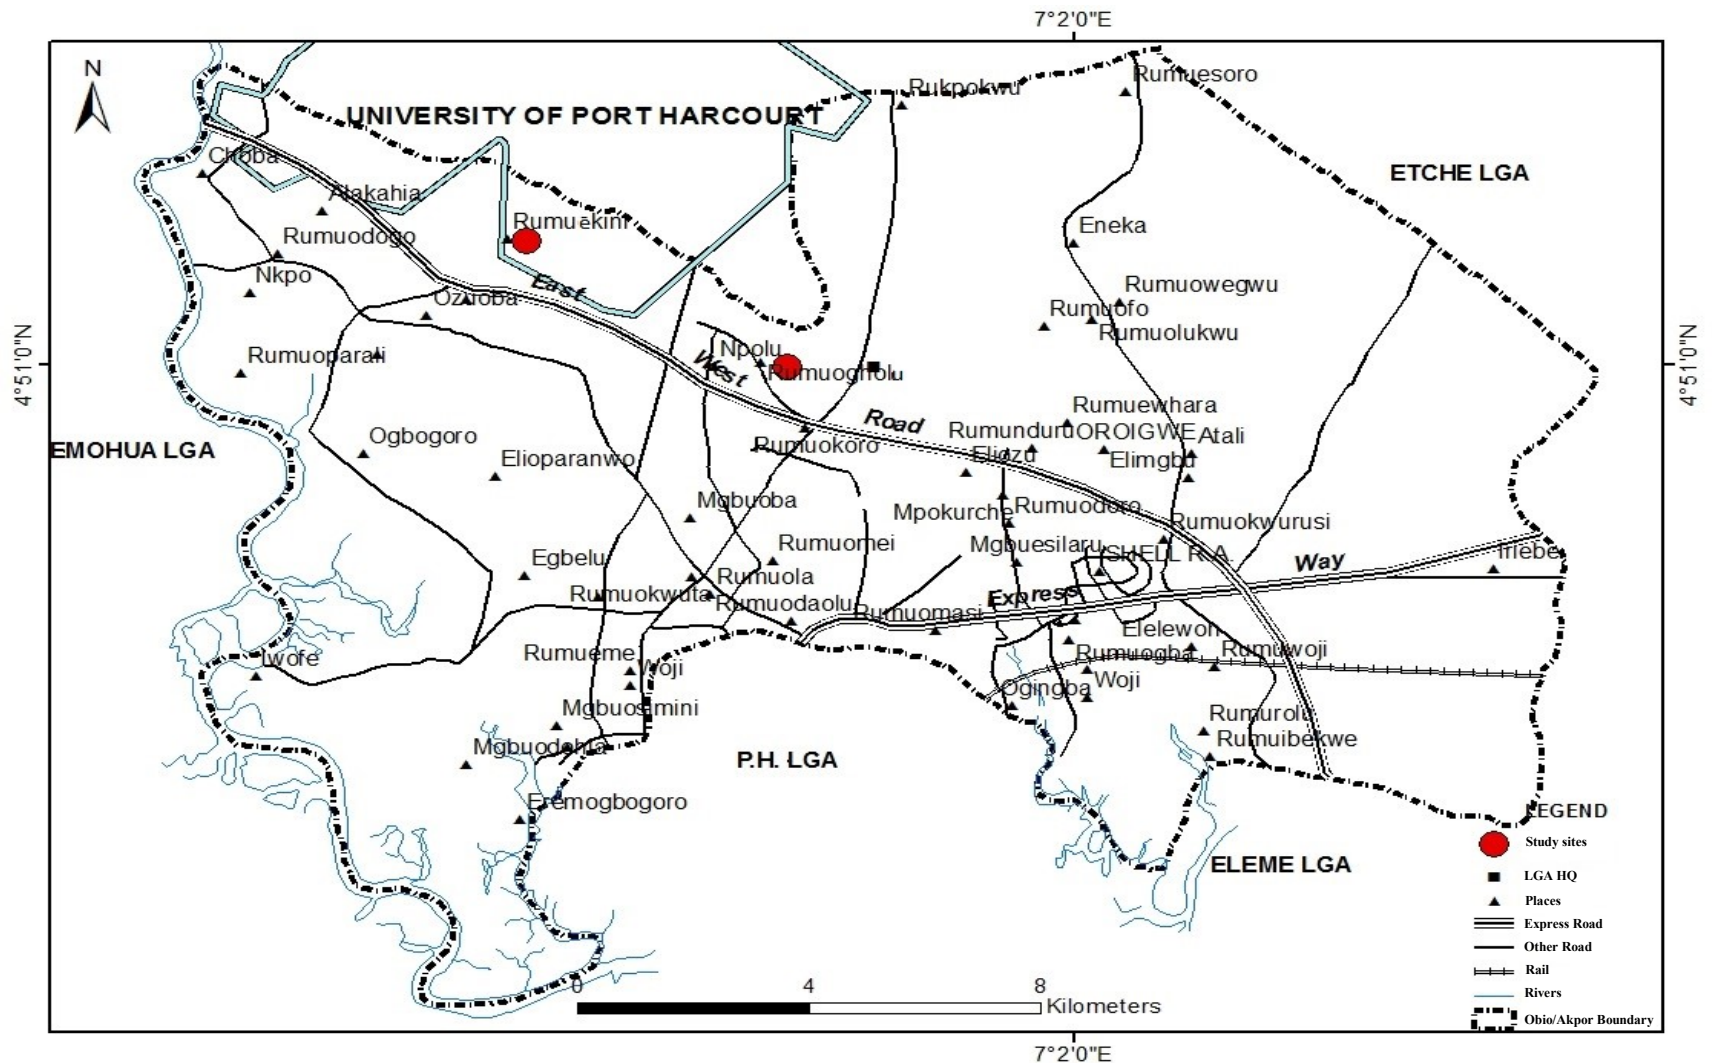 7°2'0"E
N
Rukpokwu
Rumuesoro
UNIVERSITY OF PORT HARCOURT
Choba
ETCHE LGA
Alakahia
Rumuekini
Eneka
Rumuodogo
Nkpo
East
Ozuoba
Rumuowegwu
Rumuofo
Rumuolukwu
Npolu
West
Rumuogholu
Rumuoparali
4°51'0"N
4°51'0"N
Rumuewhara
Road
Rumunduru
OROIGWE
Atali
Ogbogoro
EMOHUA LGA
Rumuokoro
Eliozu
Elimgbu
Elioparanwo
Mgbuoba
Mpokurche
Rumuodoro
Rumuokwurusi
Rumuomei
Mgbuesilaru
SHELL R.A
Way
Iriebe
Egbelu
Rumuola
Rumuokwuta
Rumuodaolu
Express
Rumuomasi
Elelewoh
Iwofe
Rumueme
Woji
Rumuogba
Rumuwoji
Woji
Ogingba
Mgbuosimini
Rumurolu
Mgbuodohia
Rumuibekwe
P.H. LGA
Eremogbogoro
ELEME LGA
LEGEND
Study sites
LGA HQ
Places
Express Road
Other Road
Rail
Rivers
Obio/Akpor Boundary
0 4 8
Kilometers
7°2'0"E